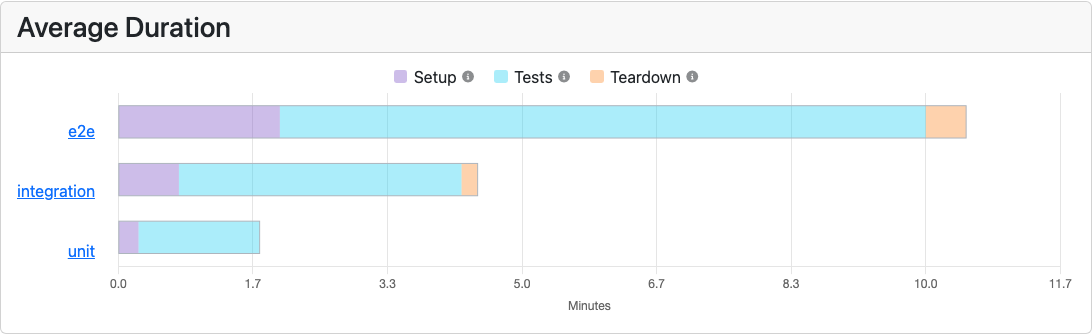 Average Duration
Setup Tests Teardown
e2e
integration
unit
0.0 1.7 3.3 5.0 6.7 8.3 10.0 11.7
Minutes